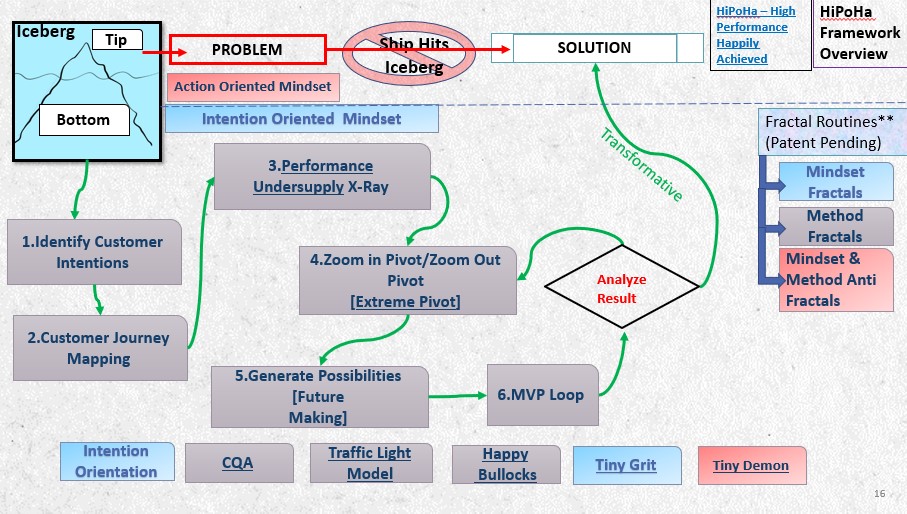 Iceberg
Tip
Bottom
PROBLEM
Ship Hits
Iceberg
SOLUTION
HiPoHa – High
Performance
Happily
Achieved
HiPoHa
Framework
Overview
Action Oriented Mindset
Intention Oriented  Mindset
Fractal Routines**
(Patent Pending)
Mindset
Fractals
Method
Fractals
Mindset &
Method Anti
Fractals
Transformative
3.Performance
Undersupply X-Ray
1.Identify Customer
Intentions
4.Zoom in Pivot/Zoom Out
Pivot
[Extreme Pivot]
Analyze
Result
2.Customer Journey
Mapping
5.Generate Possibilities
[Future
Making]
6.MVP Loop
Intention
Orientation
CQA
Traffic Light
Model
Happy
Bullocks
Tiny Grit
Tiny Demon
16